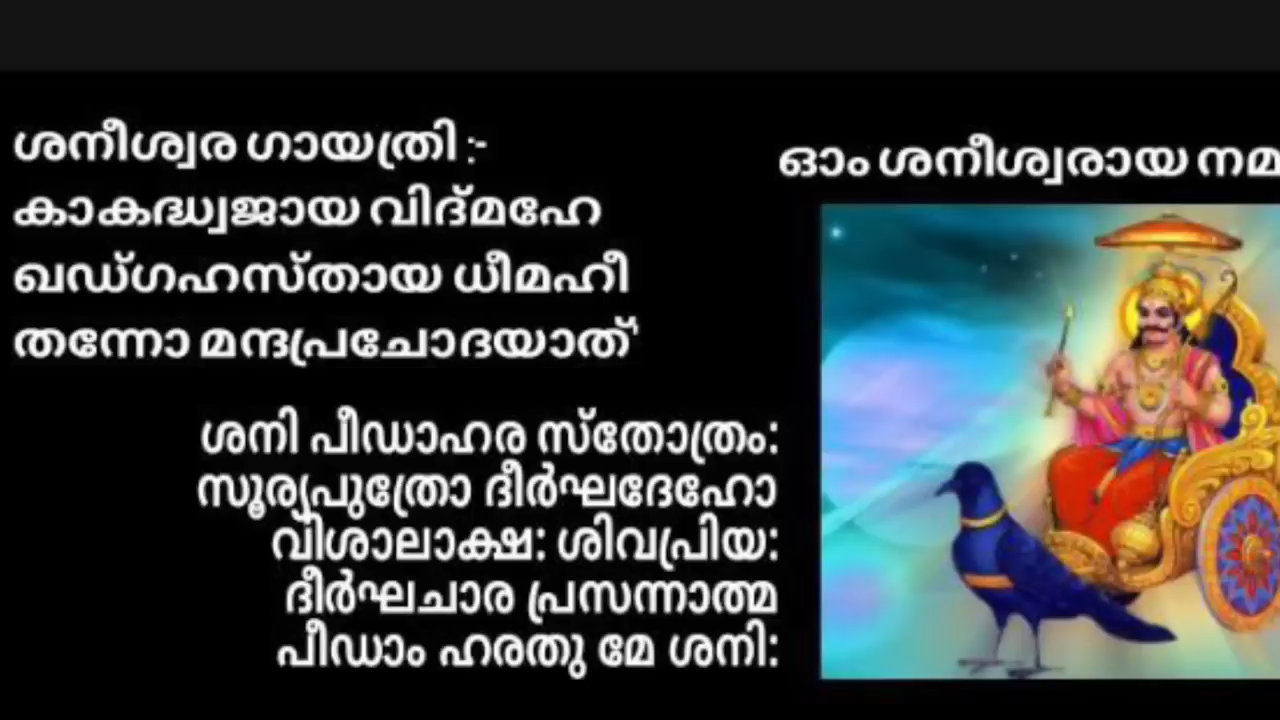 ശനീശ്വര ഗായത്രി :-
കാകദ്ധ്വജായ വിദ്മഹേ
ഖഡ്ഗഹസ്തായ ധീമഹീ
തന്നോ മന്ദപ്രചോദയാത്'
ഓം ശനീശ്വരായ നമ
ശനി പീഡാഹര സ്തോത്രം:
സൂര്യപുത്രോ ദീർഘദേഹോ
വിശാലാക്ഷ: ശിവപ്രിയ:
ദീർഘചാര പ്രസന്നാത്മ
പീഡാം ഹരതു മേ ശനി: